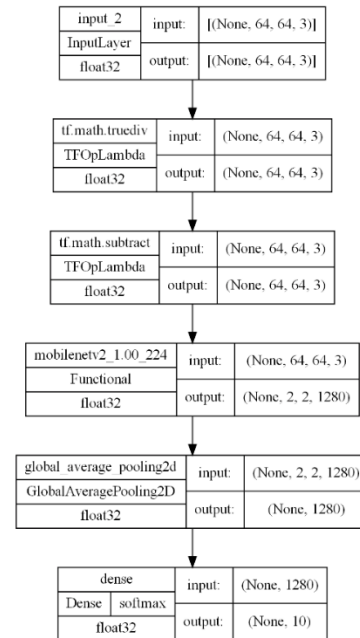 input_2
InputLayer
float32
input:
[(None, 64, 64, 3)]
output:
[(None, 64, 64, 3)]
tf.math.truediv
TFOpLambda
float32
input:
(None, 64, 64, 3)
output:
(None, 64, 64, 3)
tf.math.subtract
TFOpLambda
float32
input:
(None, 64, 64, 3)
output:
(None, 64, 64, 3)
mobilenetv2_1.00_224
Functional
float32
input:
(None, 64, 64, 3)
output:
(None, 2, 2, 1280)
global_average_pooling2d
GlobalAveragePooling2D
float32
input:
(None, 2, 2, 1280)
output:
(None, 1280)
dense
Dense
softmax
float32
input:
(None, 1280)
output:
(None, 10)